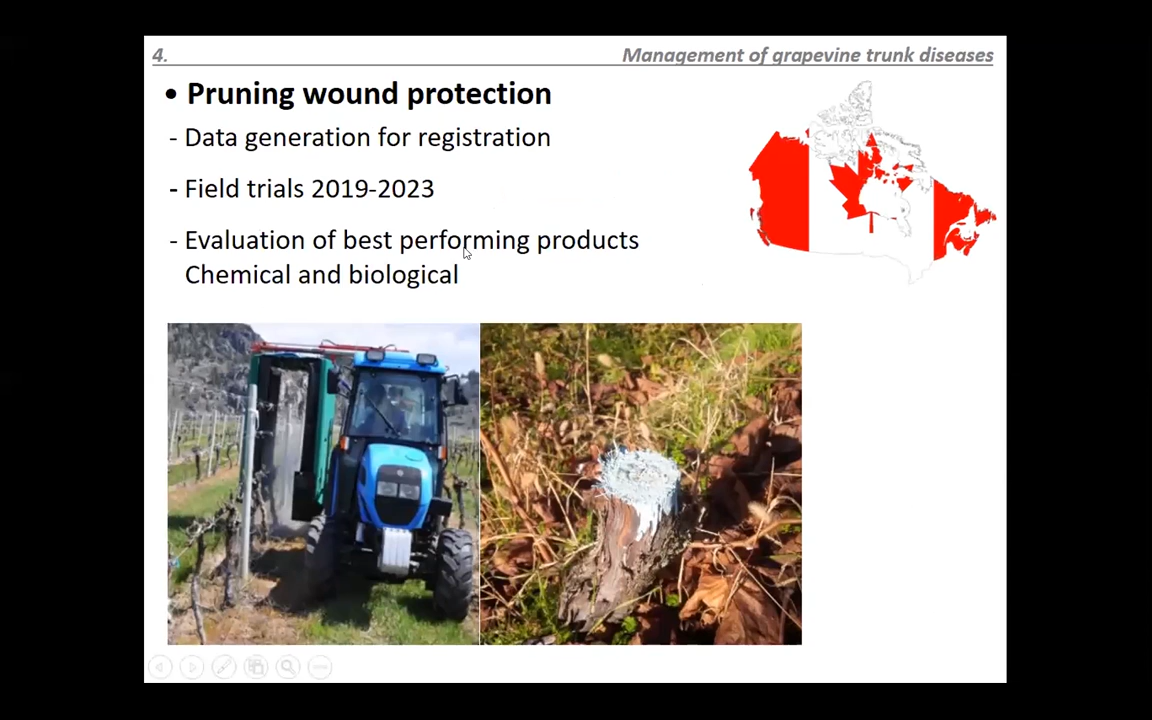 4.
Management of grapevine trunk diseases
• Pruning wound protection
- Data generation for registration
- Field trials 2019-2023
- Evaluation of best performing products
Chemical and biological